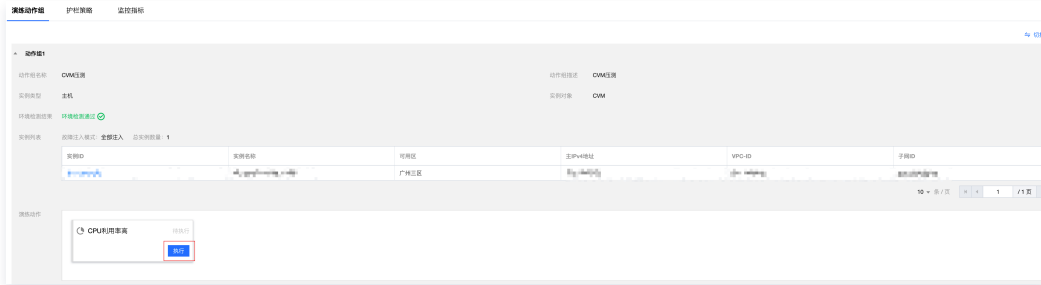 演练动作组 护栏策略 监控指标
动作组1
动作组名称 CVM压测 动作组描述 CVM压测
实例类型 主机 实例对象 CVM
环境检测结果 环境检测通过
实例列表 故障注入模式：全部注入 总实例数量：1
实例ID 实例名称 可用区 主IPv4地址 VPC-ID 子网ID
广州三区
10 条 / 页 1 / 1 页
演练动作
CPU利用率高 待执行
执行